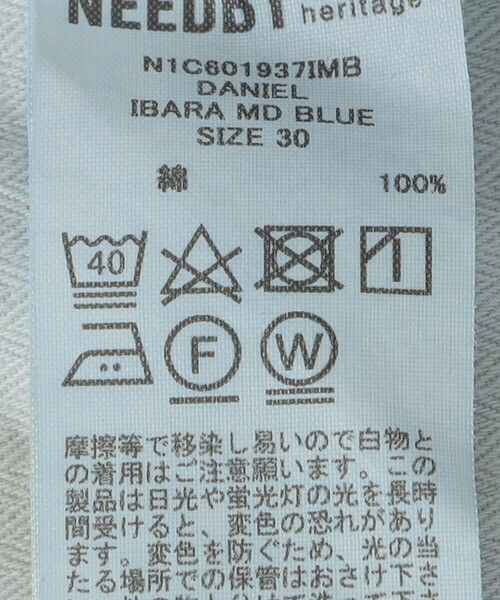 NEEDBY heritage
N1C601937IMB
DANIEL
IBARA MD BLUE
SIZE 30
綿 100%
40
F W
摩擦等で移染し易いので白物と
の着用はご注意願います。この
製品は日光や蛍光灯の光を長時
間受けると、変色の恐れがあり
ます。変色を防ぐため、光の当
たる場所での保管はおさけ下さ